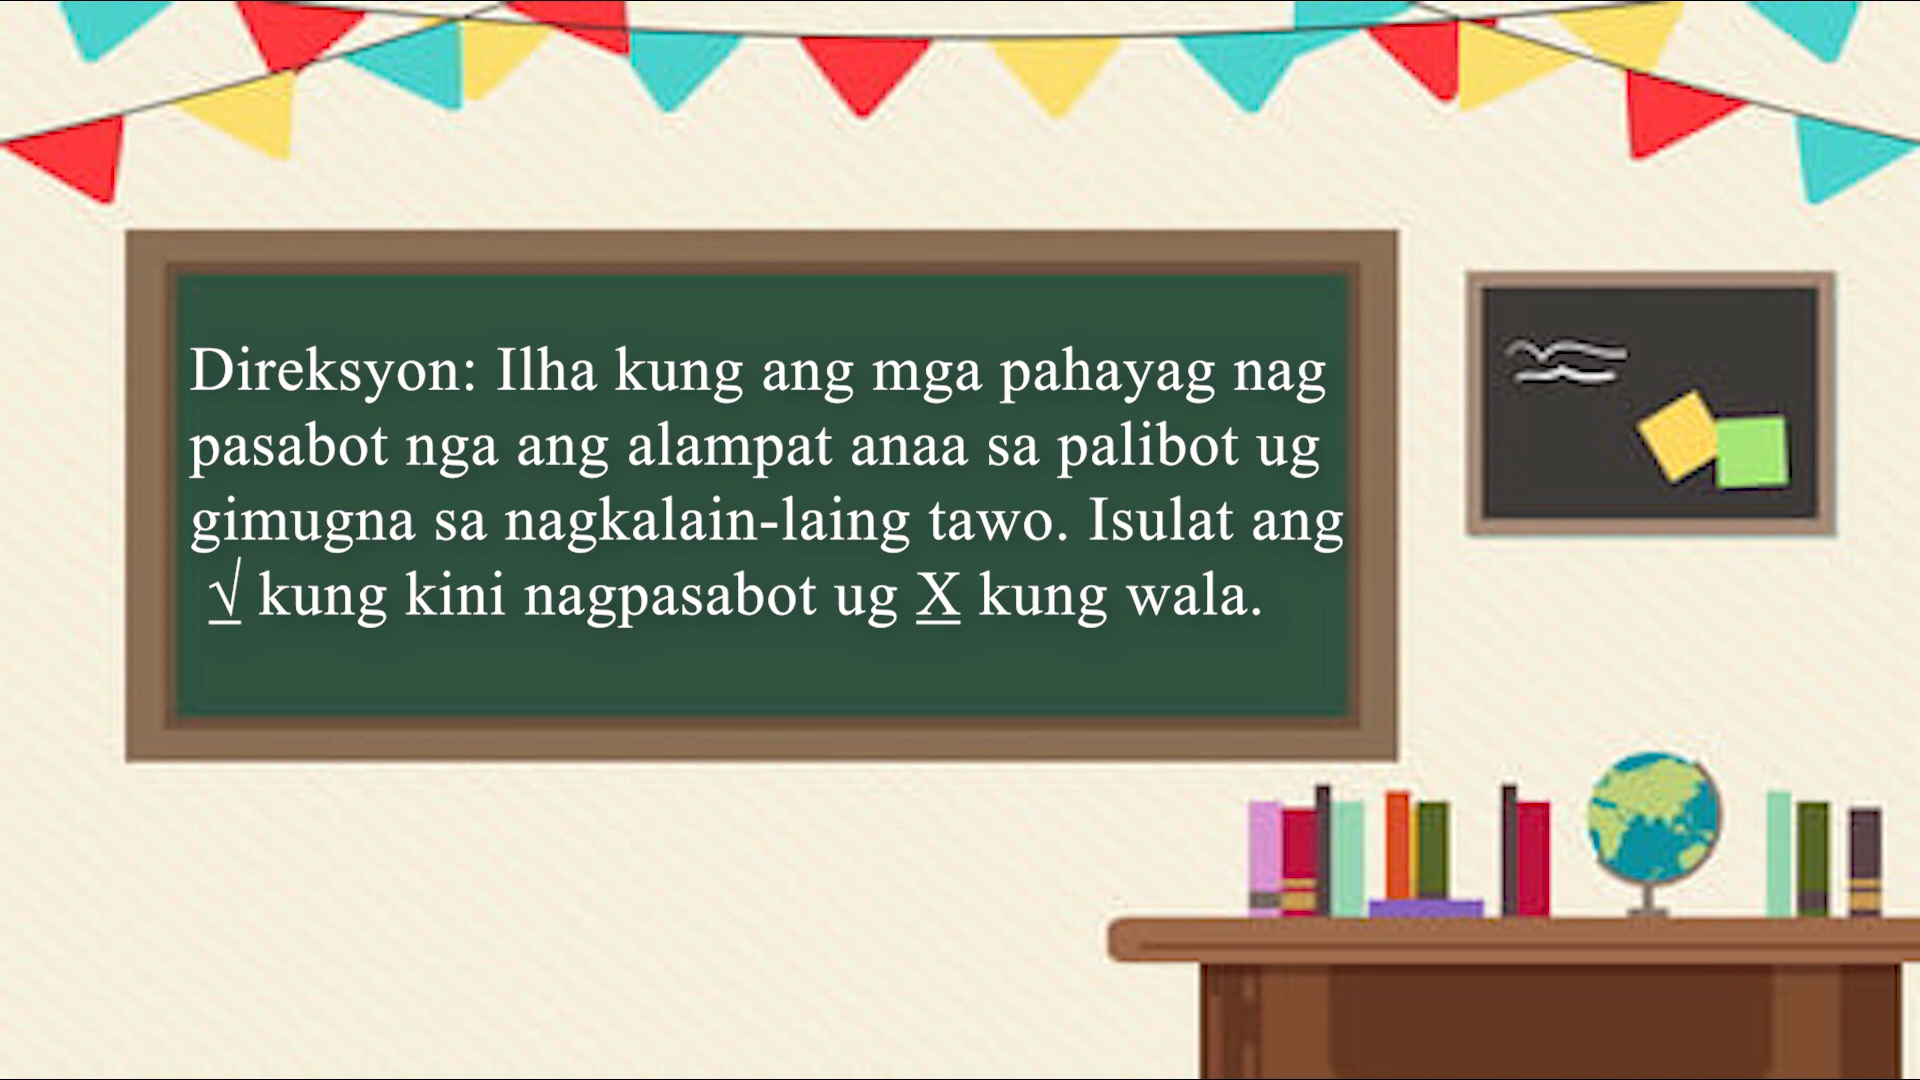 Direksyon: Ilha kung ang mga pahayag nag
pasabot nga ang alampat anaa sa palibot ug
gimugna sa nagkalain-laing tawo. Isulat ang
√ kung kini nagpasabot ug X kung wala.